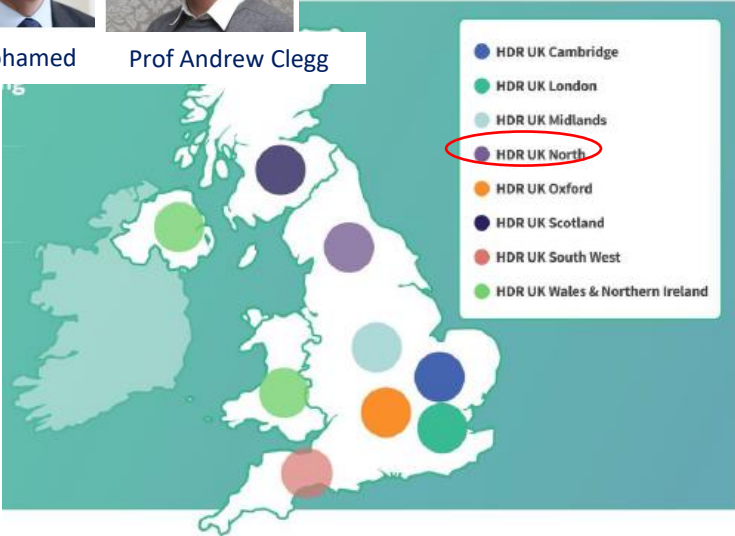 Prof Andrew Clegg
HDR UK Cambridge
HDR UK London
HDR UK Midlands
HDR UK North
HDR UK Oxford
HDR UK Scotland
HDR UK South West
HDR UK Wales & Northern Ireland